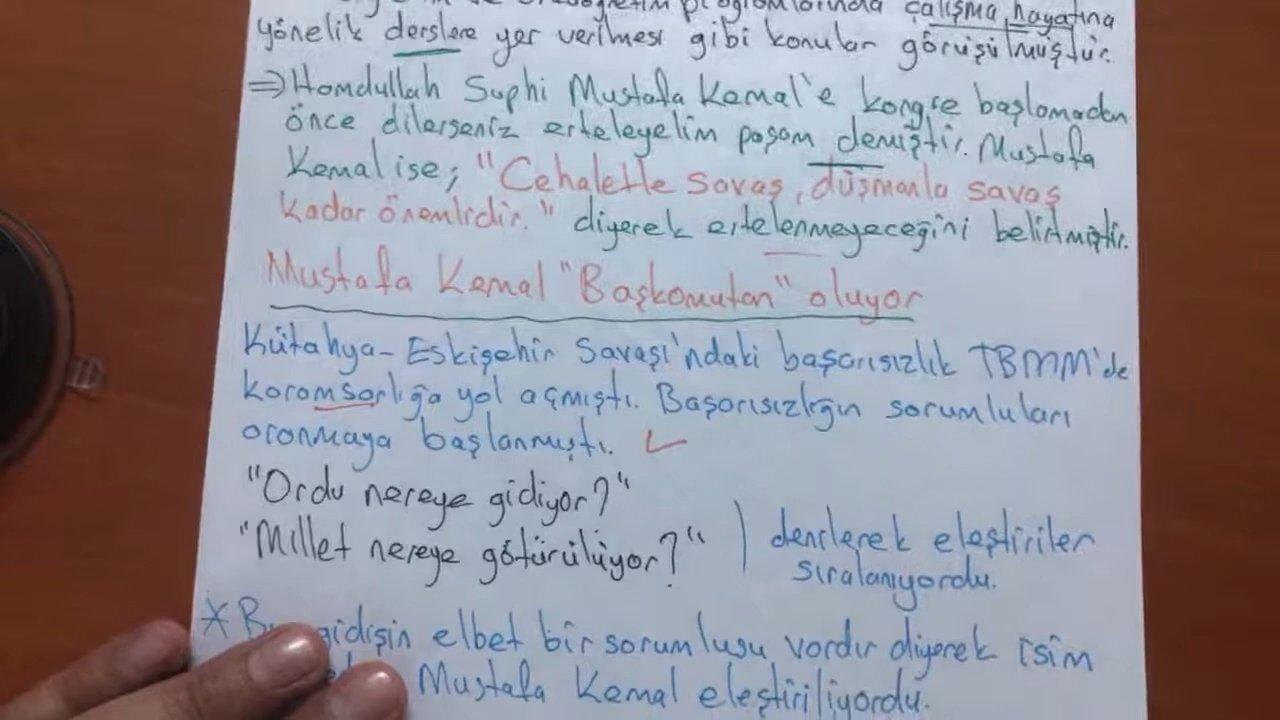 programlarında çalışma hayatına
yönelik derslere yer verilmesi gibi konular görüşülmüştür.
⇒ Hamdullah Suphi Mustafa Kemal'e kongre başlamadan
önce dilerseniz erteleyelim paşam demiştir. Mustafa
Kemal ise; "Cehaletle savaş, düşmanla savaş
kadar önemlidir." diyerek ertelenmeyeceğini belirtmiştir.
Mustafa Kemal "Başkomutan" oluyor
Kütahya-Eskişehir Savaşı'ndaki başarısızlık TBMM'de
karamsarlığa yol açmıştı. Başarısızlığın sorumluları
aranmaya başlanmıştı. ✓
"Ordu nereye gidiyor?"
"Millet nereye götürülüyor?"
denilerek eleştiriler
sıralanıyordu.
* gidişin elbet bir sorumlusu vardır diyerek isim
Mustafa Kemal eleştiriliyordu.